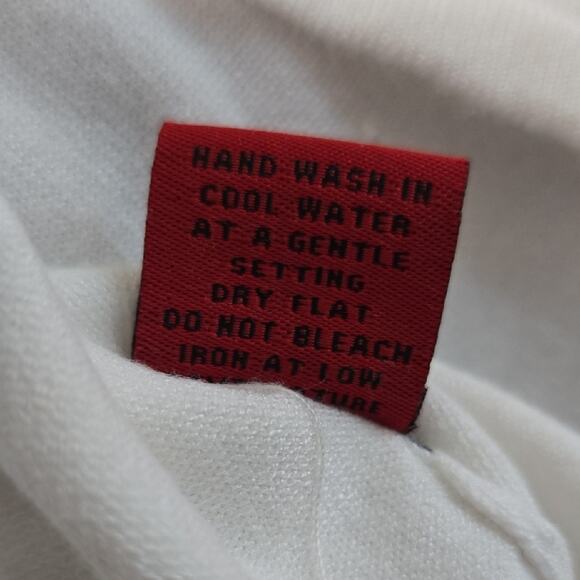 HAND WASH IN
COOL WATER
AT A GENTLE
SETTING
DRY FLAT
DO NOT BLEACH
IRON AT LOW